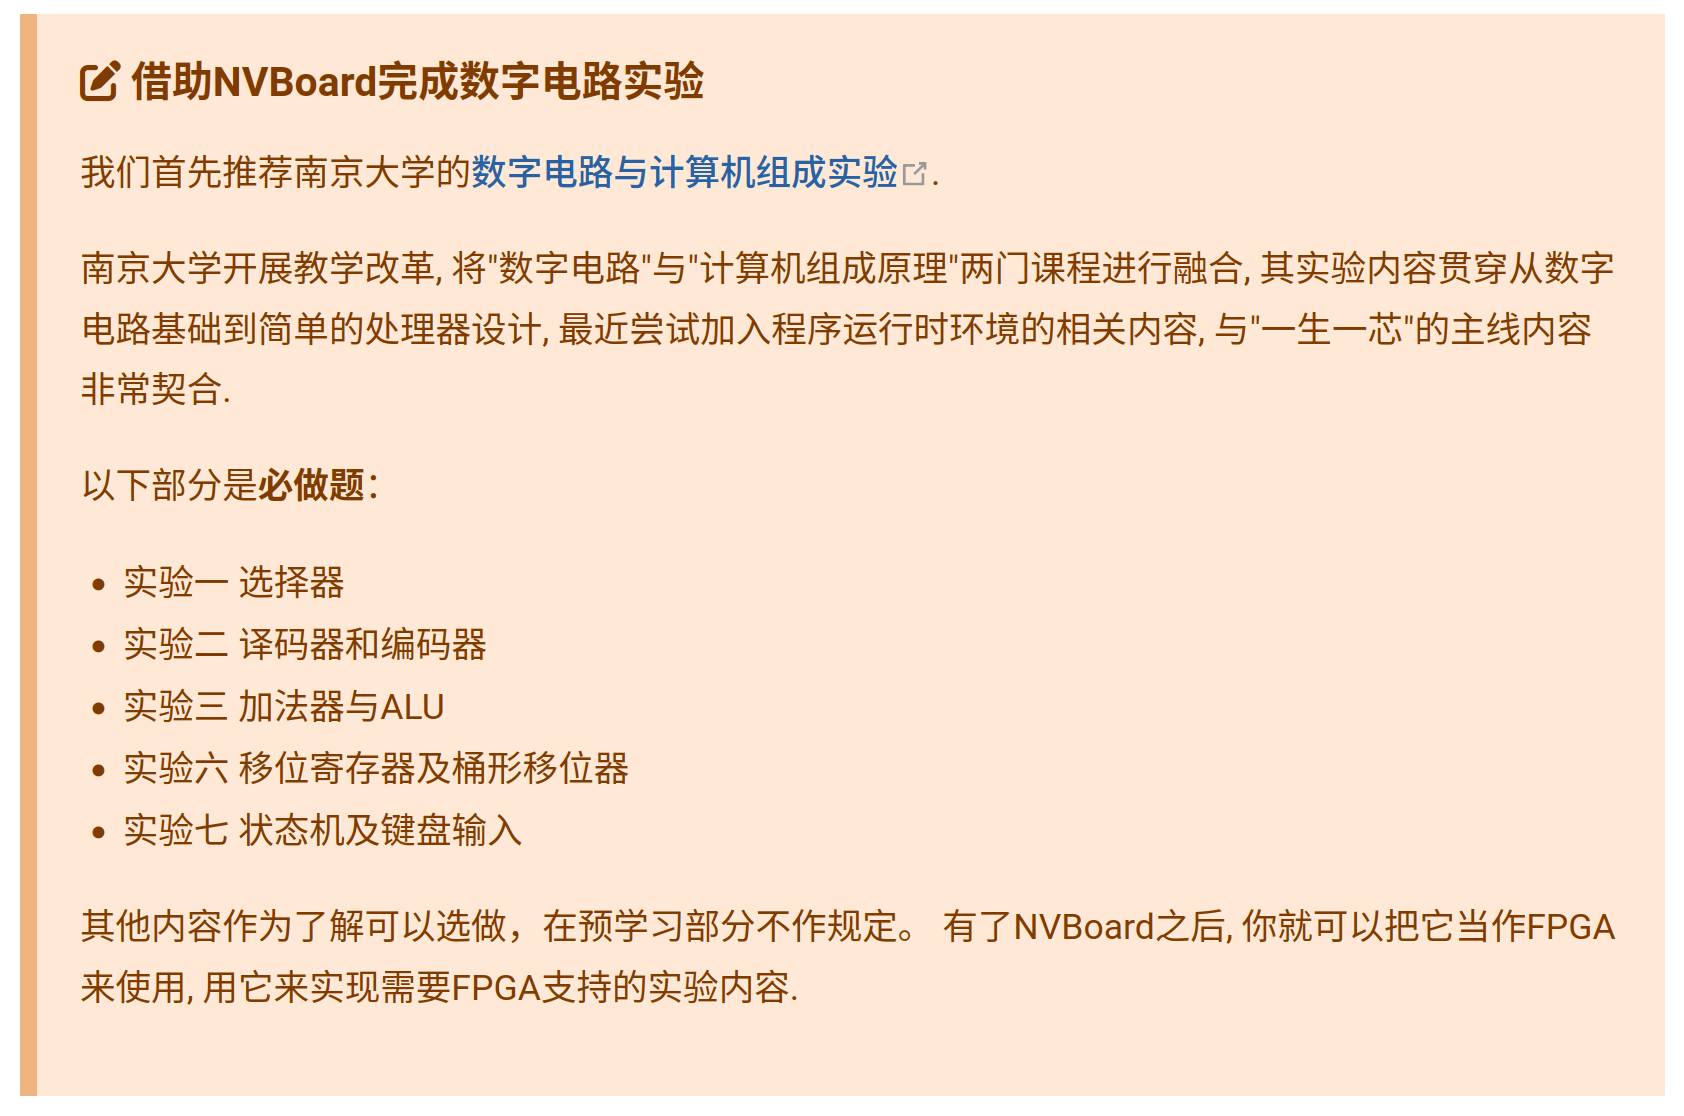 借助NVBoard完成数字电路实验
我们首先推荐南京大学的数字电路与计算机组成实验.
南京大学开展教学改革, 将"数字电路"与"计算机组成原理"两门课程进行融合, 其实验内容贯穿从数字
电路基础到简单的处理器设计, 最近尝试加入程序运行时环境的相关内容, 与"一生一芯"的主线内容
非常契合.
以下部分是必做题：
• 实验一 选择器
• 实验二 译码器和编码器
• 实验三 加法器与ALU
• 实验六 移位寄存器及桶形移位器
• 实验七 状态机及键盘输入
其他内容作为了解可以选做，在预学习部分不作规定。 有了NVBoard之后, 你就可以把它当作FPGA
来使用, 用它来实现需要FPGA支持的实验内容.